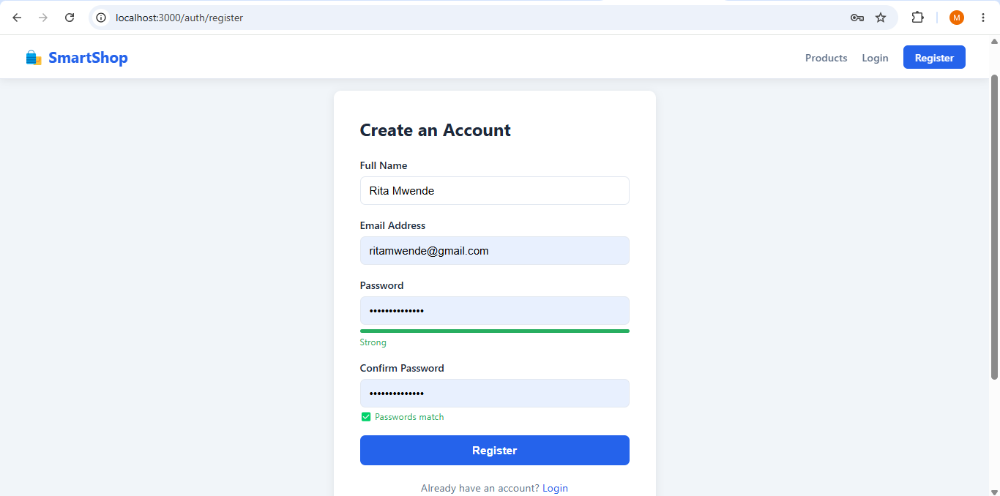 localhost:3000/auth/register
M
SmartShop
Products Login Register
Create an Account
Full Name
Rita Mwende
Email Address
ritamwende@gmail.com
Password
••••••••••••••
Strong
Confirm Password
••••••••••••••
Passwords match
Register
Already have an account? Login